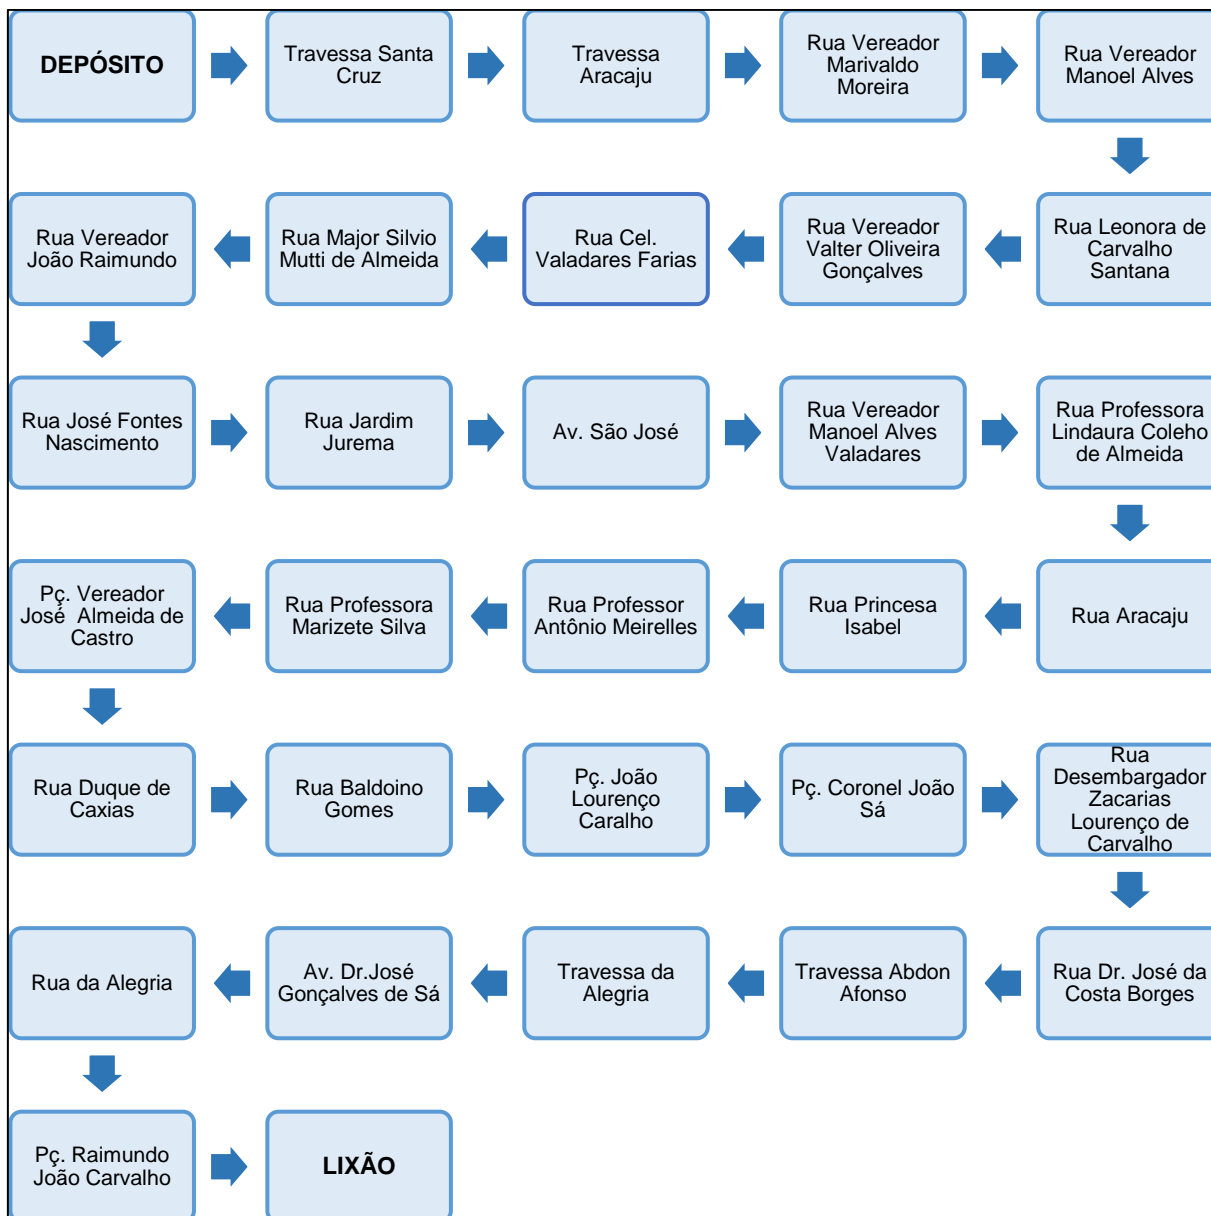 DEPÓSITO
Travessa Santa
Cruz
Travessa
Aracaju
Rua Vereador
Marivaldo
Moreira
Rua Vereador
Manoel Alves
Rua Leonora de
Carvalho
Santana
Rua Vereador
Valter Oliveira
Gonçalves
Rua Cel.
Valadares Farias
Rua Major Silvio
Mutti de Almeida
Rua Vereador
João Raimundo
Rua José Fontes
Nascimento
Rua Jardim
Jurema
Av. São José
Rua Vereador
Manoel Alves
Valadares
Rua Professora
Lindaura Coleho
de Almeida
Rua Aracaju
Rua Princesa
Isabel
Rua Professor
Antônio Meirelles
Rua Professora
Marizete Silva
Pç. Vereador
José Almeida de
Castro
Rua Duque de
Caxias
Rua Baldoino
Gomes
Pç. João
Lourenço
Caralho
Pç. Coronel João
Sá
Rua
Desembargador
Zacarias
Lourenço de
Carvalho
Rua Dr. José da
Costa Borges
Travessa Abdon
Afonso
Travessa da
Alegria
Av. Dr.José
Gonçalves de Sá
Rua da Alegria
Pç. Raimundo
João Carvalho
LIXÃO